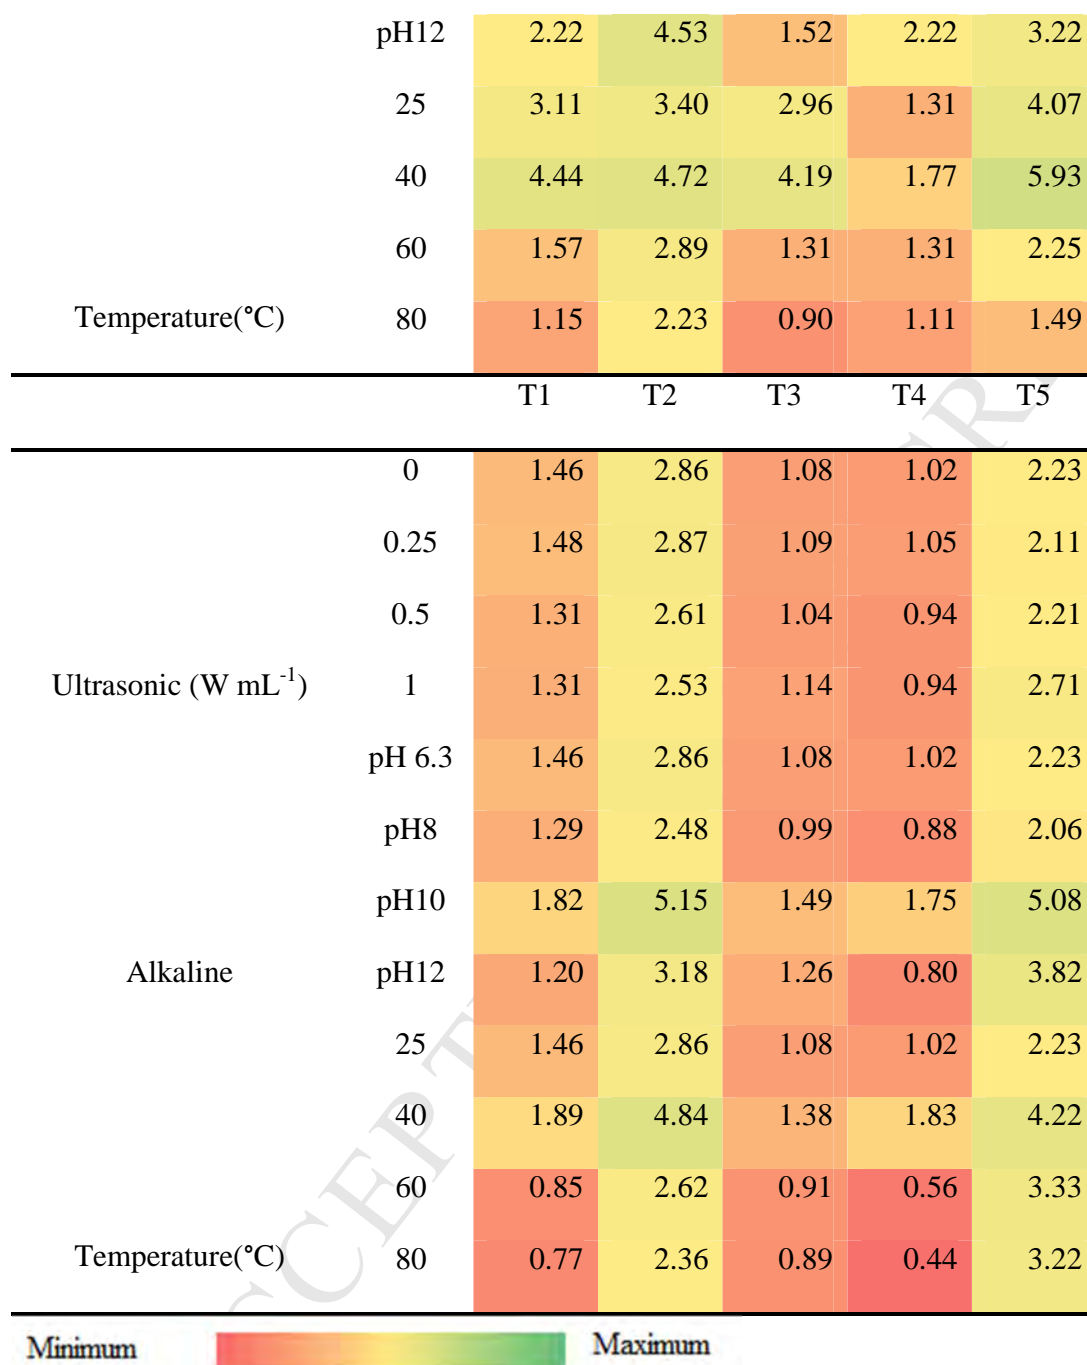 pH12 2.22 4.53 1.52 2.22 3.22
25 3.11 3.40 2.96 1.31 4.07
40 4.44 4.72 4.19 1.77 5.93
60 1.57 2.89 1.31 1.31 2.25
Temperature(°C) 80 1.15 2.23 0.90 1.11 1.49
T1 T2 T3 T4 T5
0 1.46 2.86 1.08 1.02 2.23
0.25 1.48 2.87 1.09 1.05 2.11
0.5 1.31 2.61 1.04 0.94 2.21
Ultrasonic (W mL⁻¹) 1 1.31 2.53 1.14 0.94 2.71
pH 6.3 1.46 2.86 1.08 1.02 2.23
pH8 1.29 2.48 0.99 0.88 2.06
pH10 1.82 5.15 1.49 1.75 5.08
Alkaline pH12 1.20 3.18 1.26 0.80 3.82
25 1.46 2.86 1.08 1.02 2.23
40 1.89 4.84 1.38 1.83 4.22
60 0.85 2.62 0.91 0.56 3.33
Temperature(°C) 80 0.77 2.36 0.89 0.44 3.22
Minimum Maximum